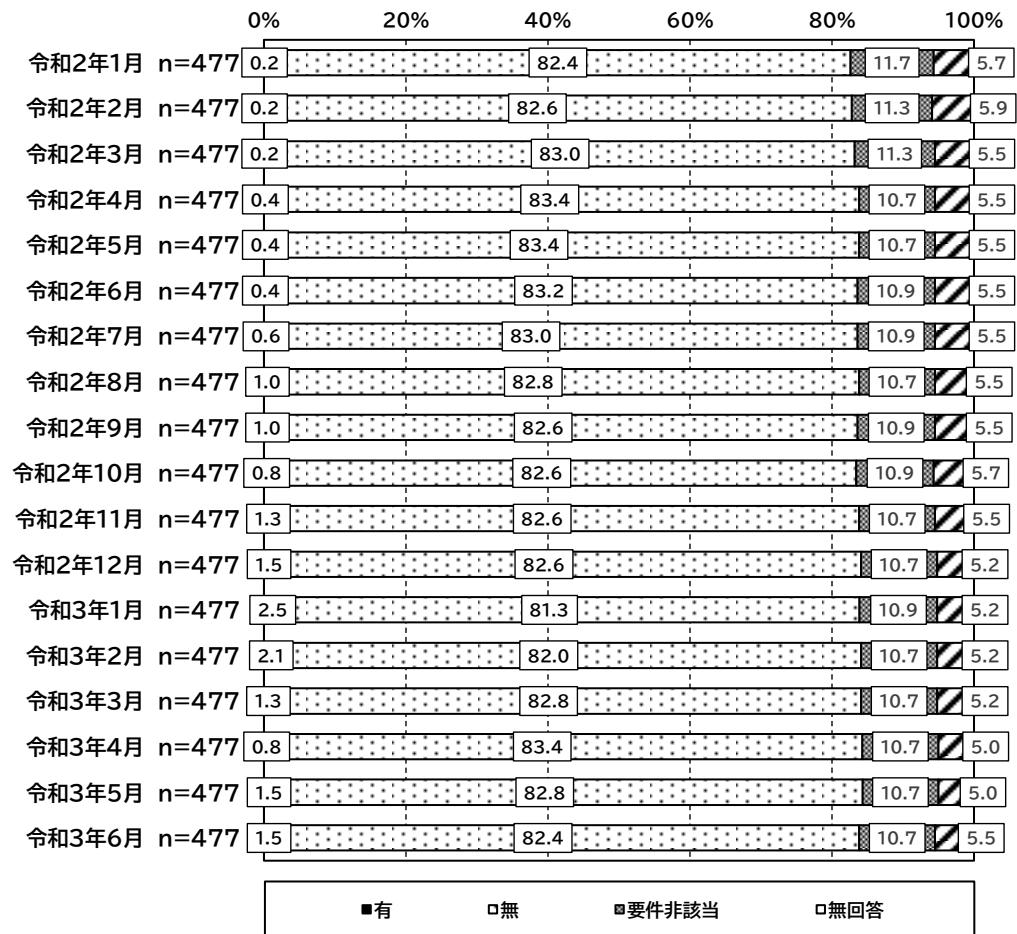 0% 20% 40% 60% 80% 100%
令和2年1月 n=477 0.2 82.4 11.7 5.7
令和2年2月 n=477 0.2 82.6 11.3 5.9
令和2年3月 n=477 0.2 83.0 11.3 5.5
令和2年4月 n=477 0.4 83.4 10.7 5.5
令和2年5月 n=477 0.4 83.4 10.7 5.5
令和2年6月 n=477 0.4 83.2 10.9 5.5
令和2年7月 n=477 0.6 83.0 10.9 5.5
令和2年8月 n=477 1.0 82.8 10.7 5.5
令和2年9月 n=477 1.0 82.6 10.9 5.5
令和2年10月 n=477 0.8 82.6 10.9 5.7
令和2年11月 n=477 1.3 82.6 10.7 5.5
令和2年12月 n=477 1.5 82.6 10.7 5.2
令和3年1月 n=477 2.5 81.3 10.9 5.2
令和3年2月 n=477 2.1 82.0 10.7 5.2
令和3年3月 n=477 1.3 82.8 10.7 5.2
令和3年4月 n=477 0.8 83.4 10.7 5.0
令和3年5月 n=477 1.5 82.8 10.7 5.0
令和3年6月 n=477 1.5 82.4 10.7 5.5
有 無 要件非該当 無回答